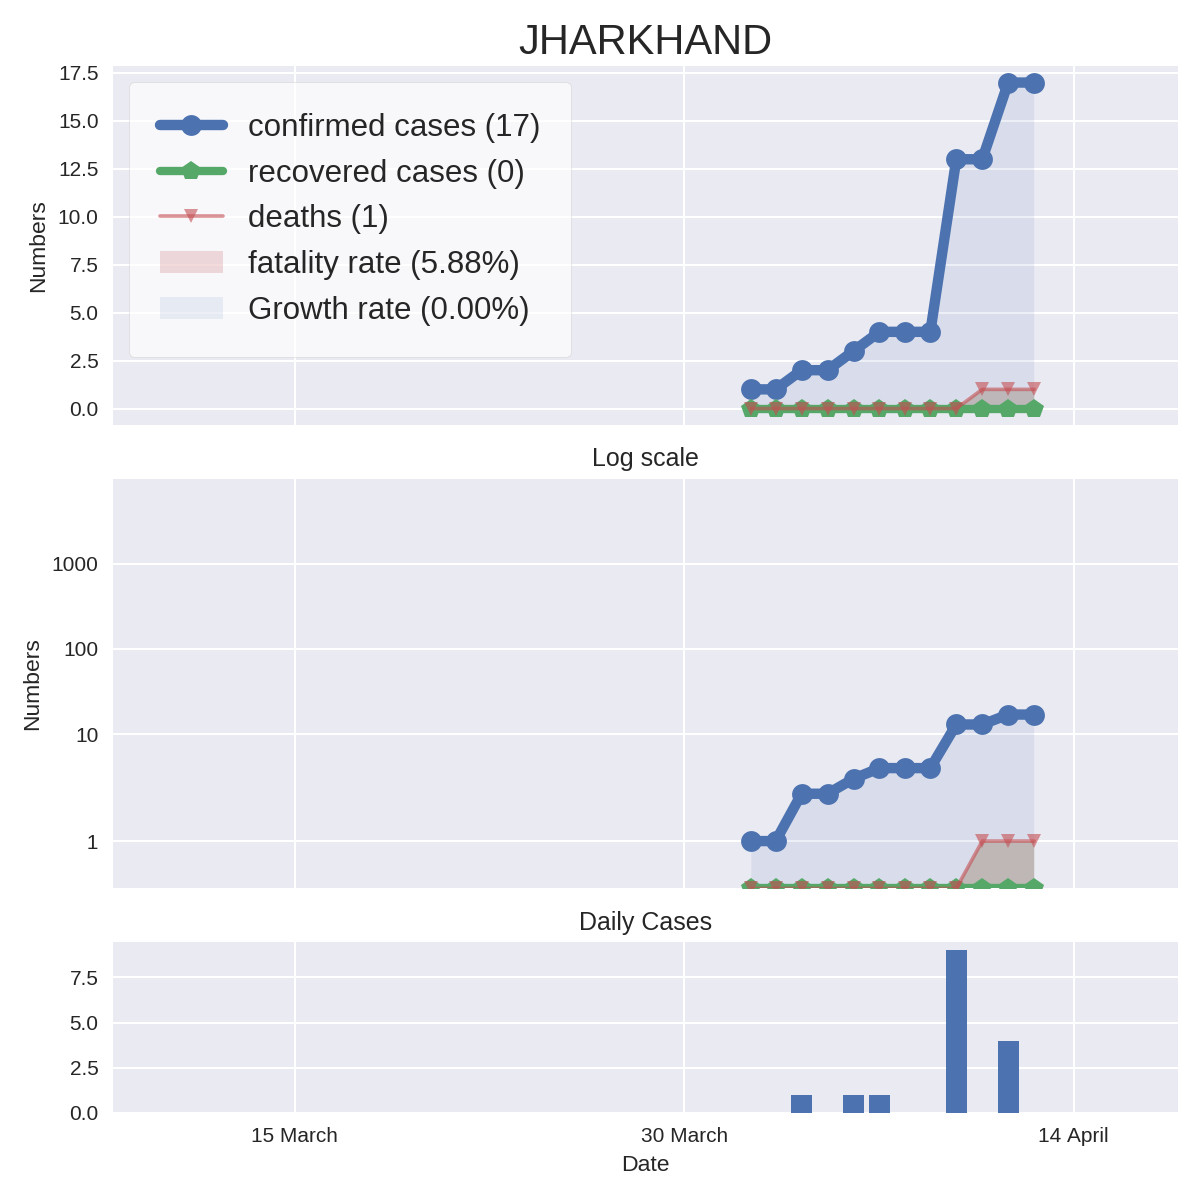 JHARKHAND
17.5
15.0
12.5
10.0
7.5
5.0
2.5
0.0
Numbers
confirmed cases (17)
recovered cases (0)
deaths (1)
fatality rate (5.88%)
Growth rate (0.00%)
Log scale
1000
100
10
1
Numbers
Daily Cases
7.5
5.0
2.5
0.0
15 March
30 March
14 April
Date